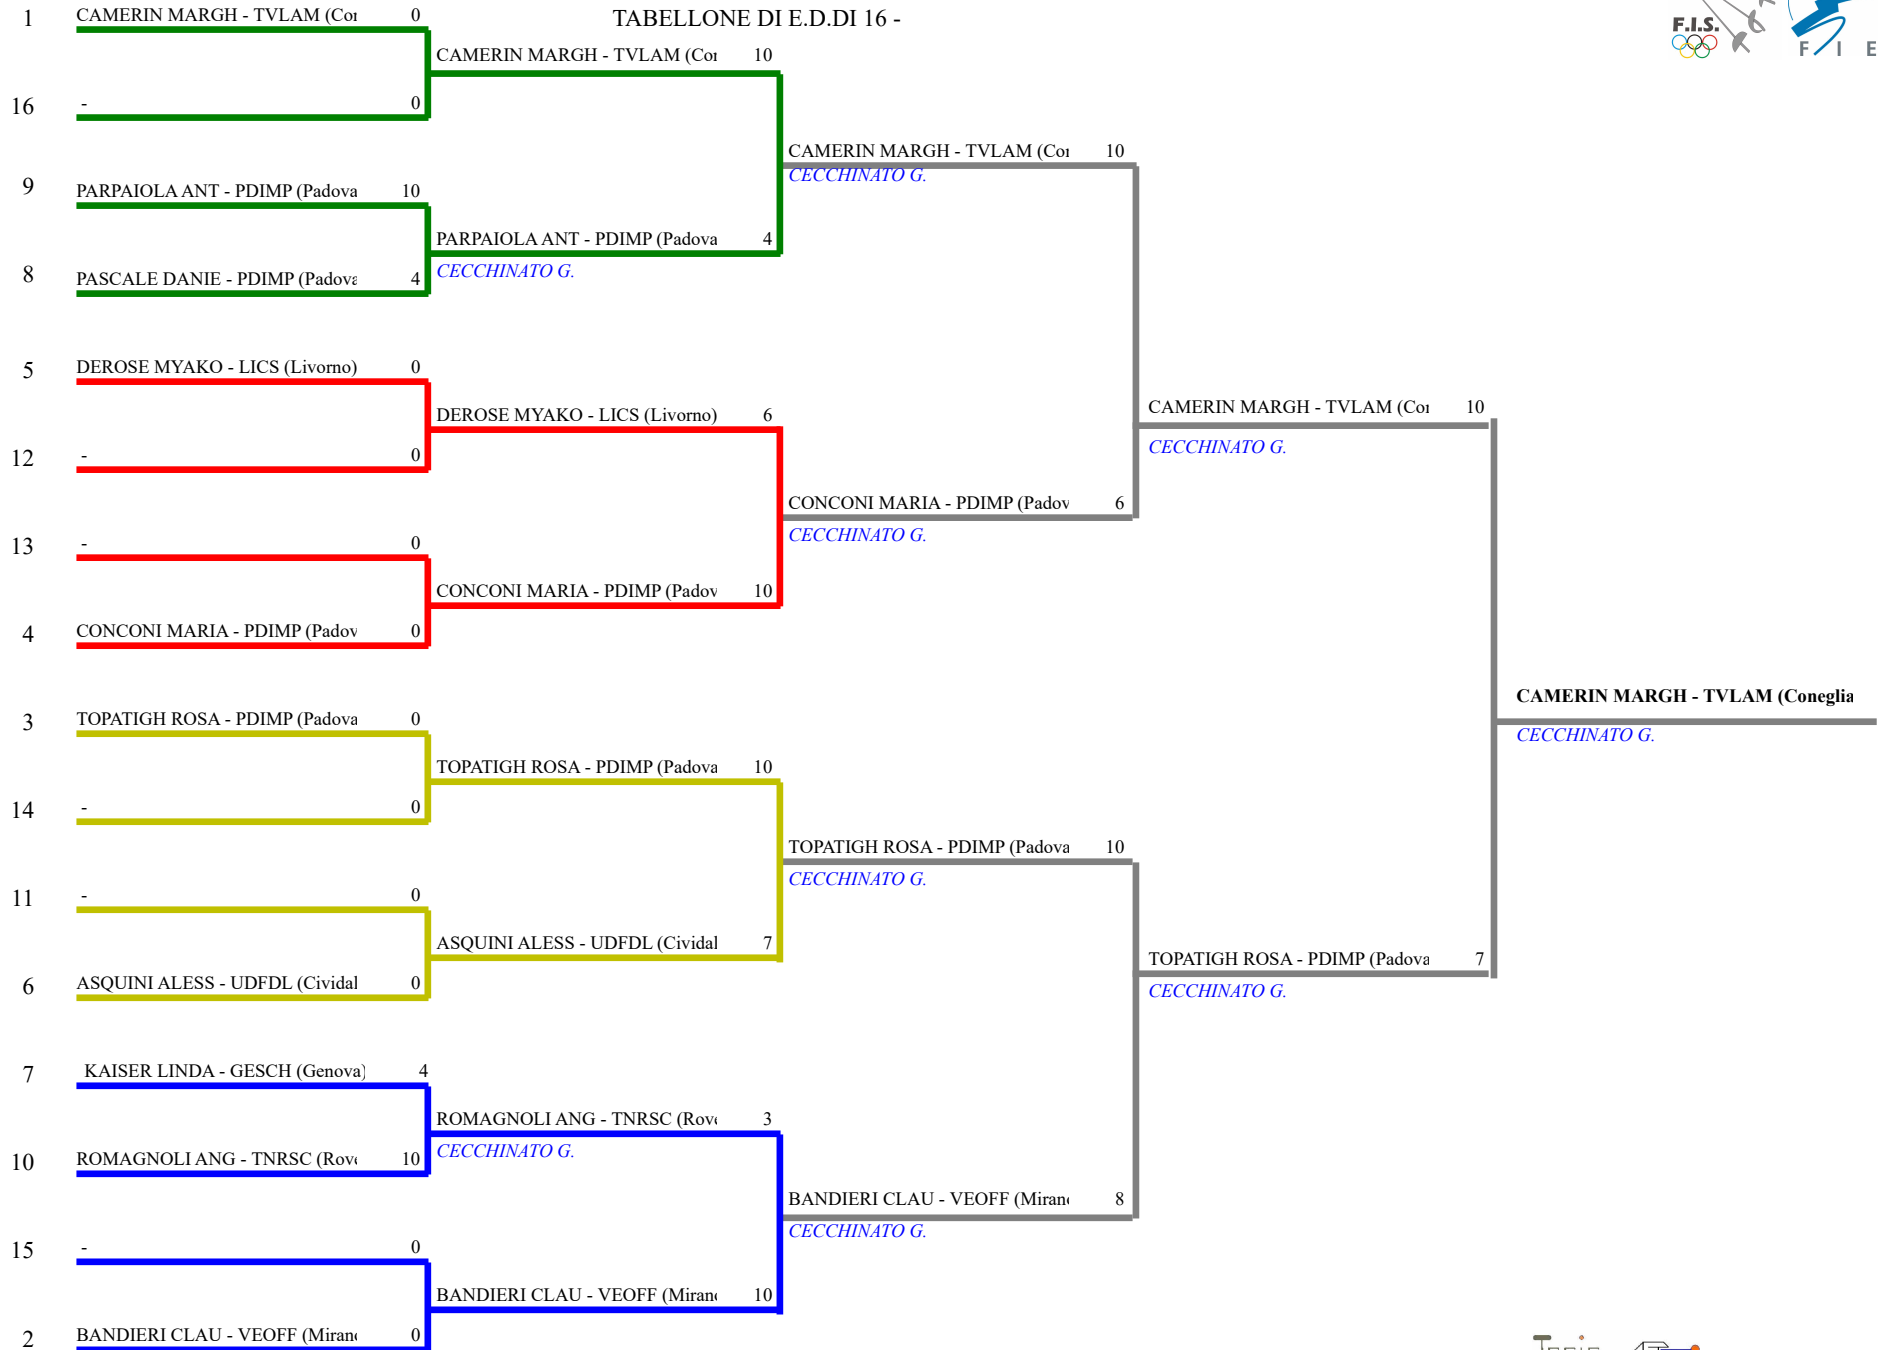 TABELLONE DI E.D.DI 16 -
F.I.S.
F I E
1 CAMERIN MARGH - TVLAM (Cor 0
CAMERIN MARGH - TVLAM (Cor 10
16 - 0
CAMERIN MARGH - TVLAM (Cor 10
CECCHINATO G.
9 PARPAIOLA ANT - PDIMP (Padova 10
PARPAIOLA ANT - PDIMP (Padova 4
CECCHINATO G.
8 PASCALE DANIE - PDIMP (Padova 4
5 DEROSE MYAKO - LICS (Livorno) 0
DEROSE MYAKO - LICS (Livorno) 6
CAMERIN MARGH - TVLAM (Cor 10
CECCHINATO G.
12 - 0
CONCONI MARIA - PDIMP (Padov 6
CECCHINATO G.
13 - 0
CONCONI MARIA - PDIMP (Padov 10
4 CONCONI MARIA - PDIMP (Padov 0
CAMERIN MARGH - TVLAM (Coneglia
CECCHINATO G.
3 TOPATIGH ROSA - PDIMP (Padova 0
TOPATIGH ROSA - PDIMP (Padova 10
14 - 0
TOPATIGH ROSA - PDIMP (Padova 10
CECCHINATO G.
11 - 0
ASQUINI ALESS - UDFDL (Cividal 7
TOPATIGH ROSA - PDIMP (Padova 7
CECCHINATO G.
6 ASQUINI ALESS - UDFDL (Cividal 0
7 KAISER LINDA - GESCH (Genova) 4
ROMAGNOLI ANG - TNRSC (Rove 3
CECCHINATO G.
10 ROMAGNOLI ANG - TNRSC (Rove 10
BANDIERI CLAU - VEOFF (Miran 8
CECCHINATO G.
15 - 0
BANDIERI CLAU - VEOFF (Miran 10
2 BANDIERI CLAU - VEOFF (Miran 0